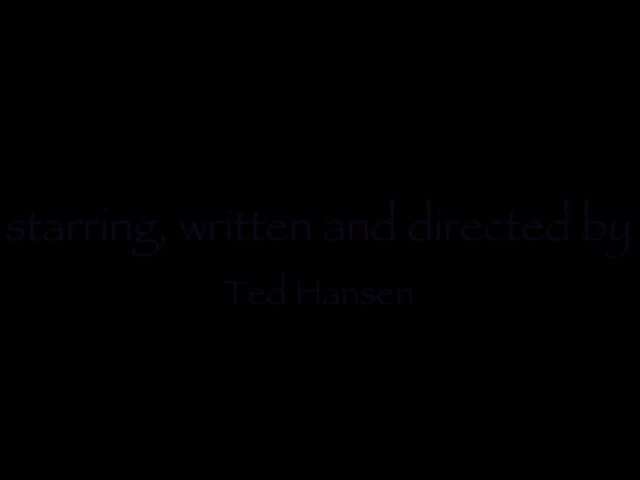 starring, written and directed by
Ted Hansen